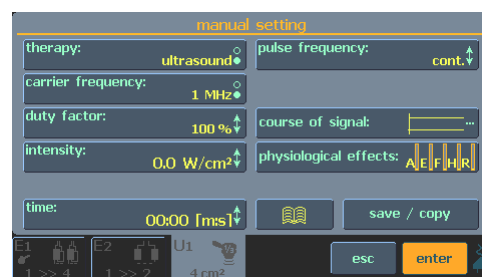 manual setting
therapy:
ultrasound
pulse frequency:
cont.
carrier frequency:
1 MHz
duty factor:
100 %
course of signal:
...
intensity:
0.0 W/cm²
physiological effects:
A E F H R
time:
00:00 [m:s]
save / copy
E1
1 >> 4
E2
1 >> 2
U1
4 cm²
esc
enter